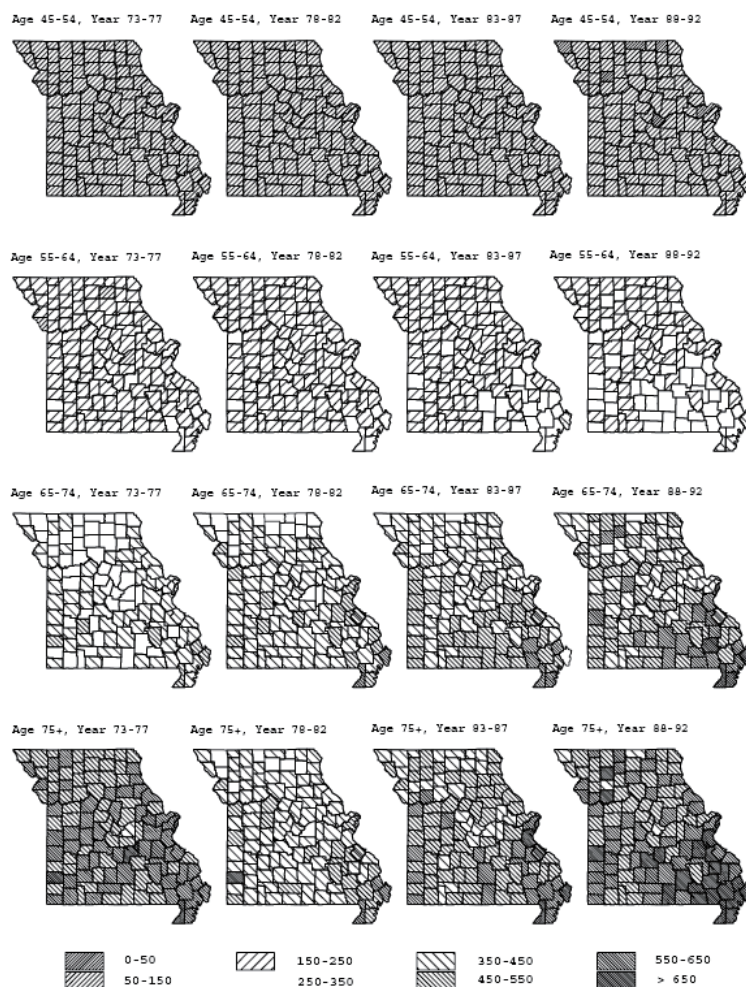 Age 45-54, Year 73-77 Age 45-54, Year 78-82 Age 45-54, Year 83-87 Age 45-54, Year 88-92
Age 55-64, Year 73-77 Age 55-64, Year 78-82 Age 55-64, Year 83-87 Age 55-64, Year 88-92
Age 65-74, Year 73-77 Age 65-74, Year 78-82 Age 65-74, Year 83-87 Age 65-74, Year 88-92
Age 75+, Year 73-77 Age 75+, Year 78-82 Age 75+, Year 83-87 Age 75+, Year 88-92
0-50 150-250 350-450 550-650
50-150 250-350 450-550 > 650